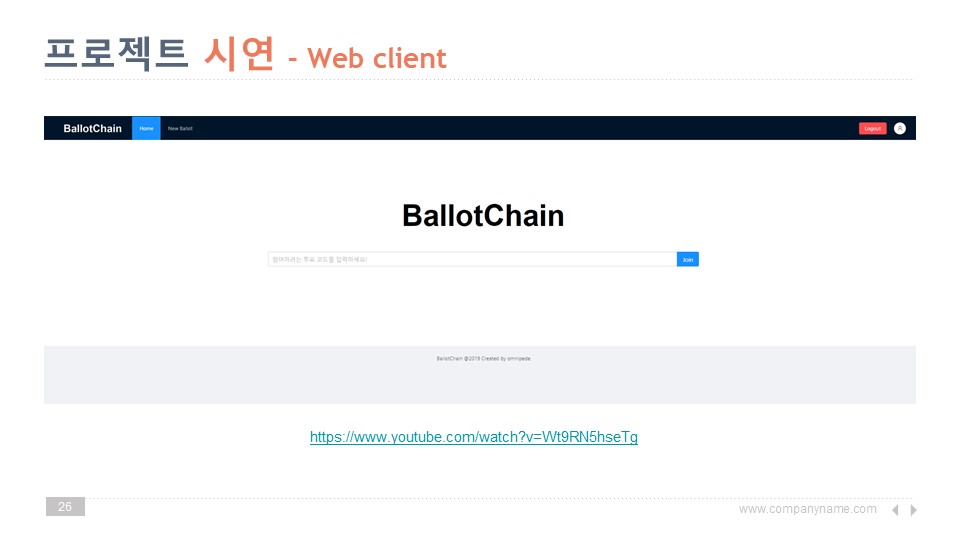 프로젝트 시연 - Web client
BallotChain Home New Ballot Logout
BallotChain
참여하려는 투표 코드를 입력하세요! Join
BallotChain @2019 Created by omnipede
https://www.youtube.com/watch?v=Wt9RN5hseTg
26 www.companyname.com